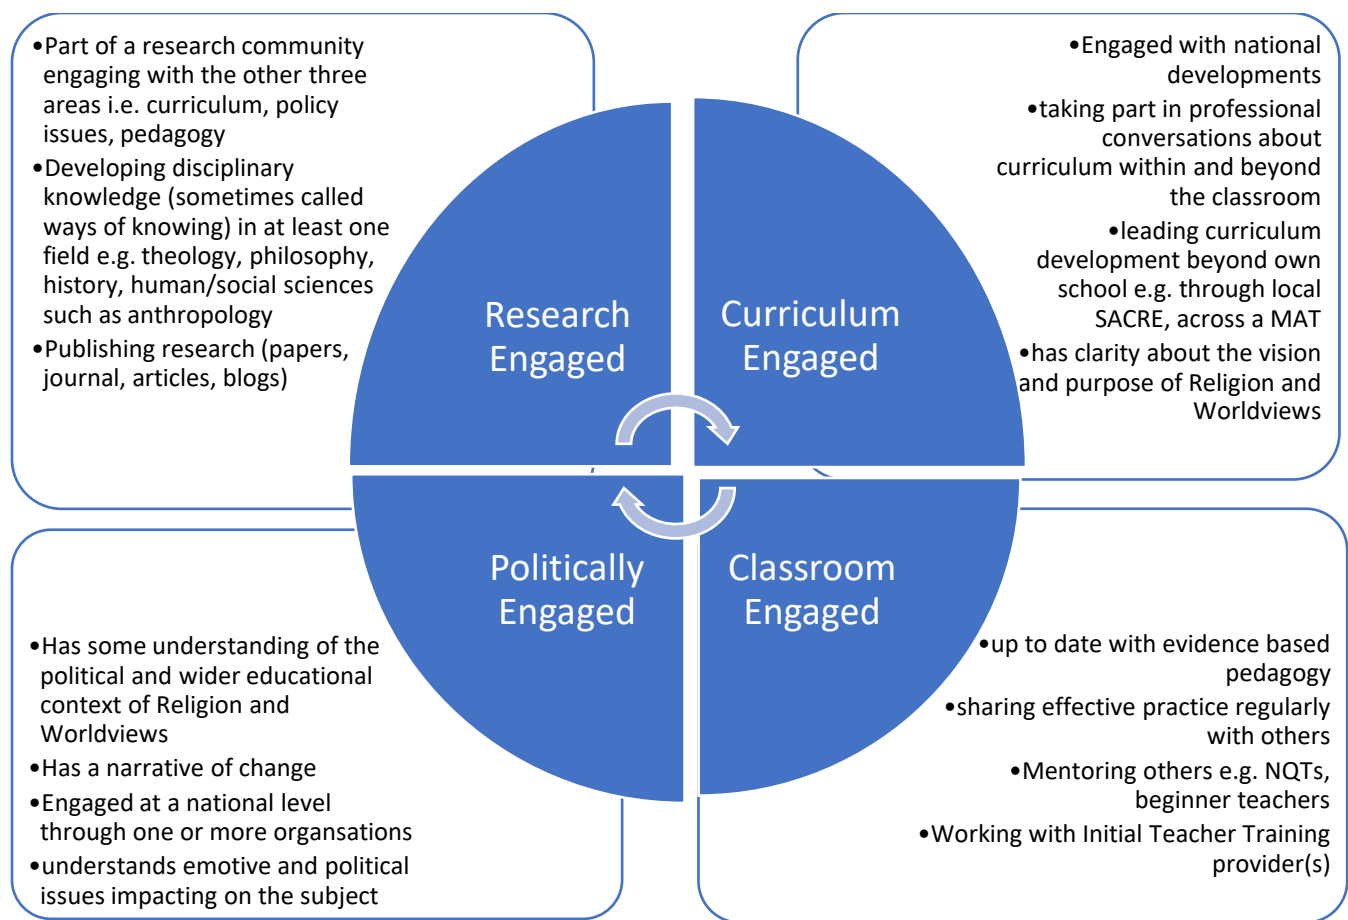 •Part of a research community
engaging with the other three
areas i.e. curriculum, policy
issues, pedagogy
•Developing disciplinary
knowledge (sometimes called
ways of knowing) in at least one
field e.g. theology, philosophy,
history, human/social sciences
such as anthropology
•Publishing research (papers,
journal, articles, blogs)
•Engaged with national
developments
•taking part in professional
conversations about
curriculum within and beyond
the classroom
•leading curriculum
development beyond own
school e.g. through local
SACRE, across a MAT
•has clarity about the vision
and purpose of Religion and
Worldviews
Research
Engaged
Curriculum
Engaged
Politically
Engaged
Classroom
Engaged
•Has some understanding of the
political and wider educational
context of Religion and
Worldviews
•Has a narrative of change
•Engaged at a national level
through one or more organsations
•understands emotive and political
issues impacting on the subject
•up to date with evidence based
pedagogy
•sharing effective practice regularly
with others
•Mentoring others e.g. NQTs,
beginner teachers
•Working with Initial Teacher Training
provider(s)